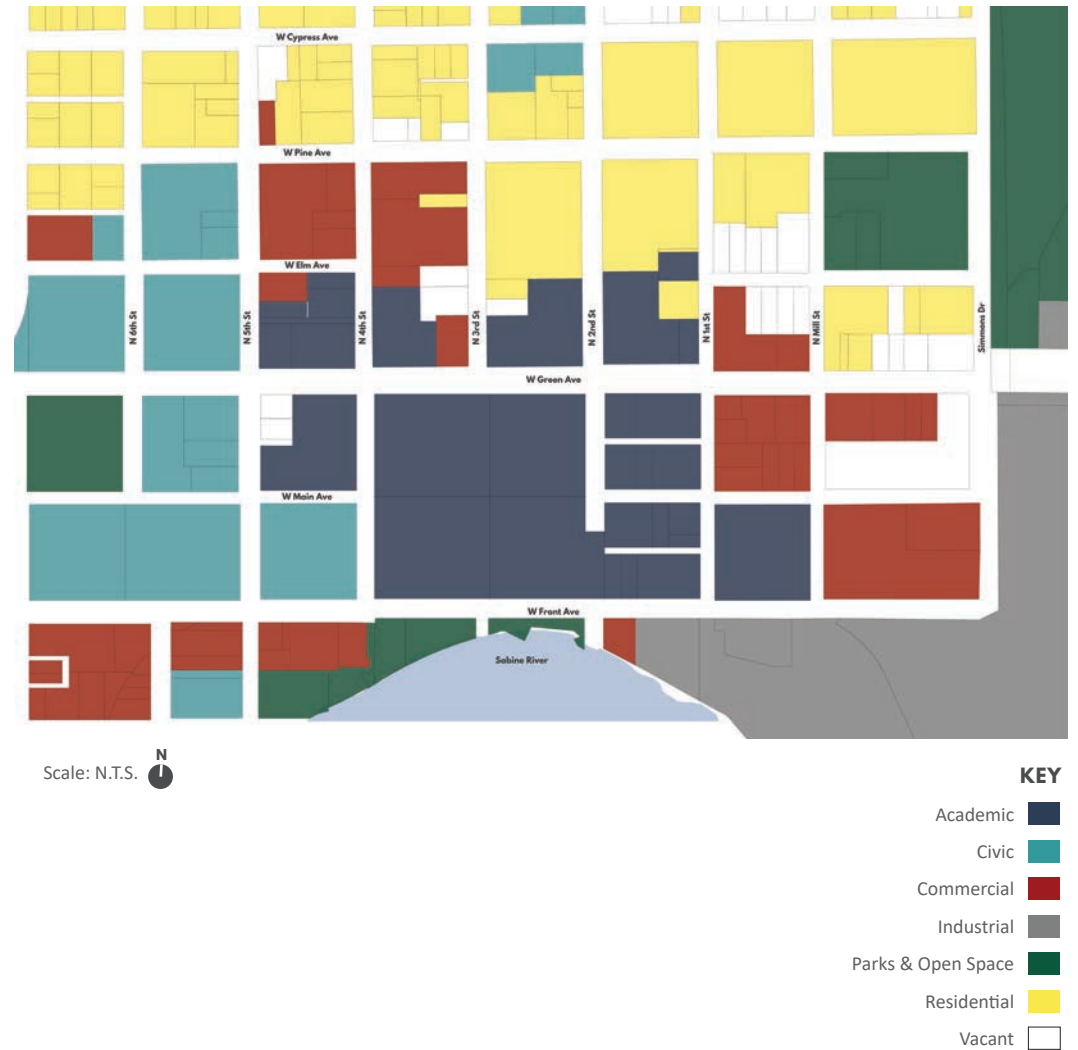 W Cypress Ave
W Pine Ave
W Elm Ave
N 6th St
N 5th St
N 4th St
N 3rd St
N 2nd St
N 1st St
N Mill St
Simmons Dr
W Green Ave
W Main Ave
W Front Ave
Sabine River
Scale: N.T.S.
N
KEY
Academic
Civic
Commercial
Industrial
Parks & Open Space
Residential
Vacant